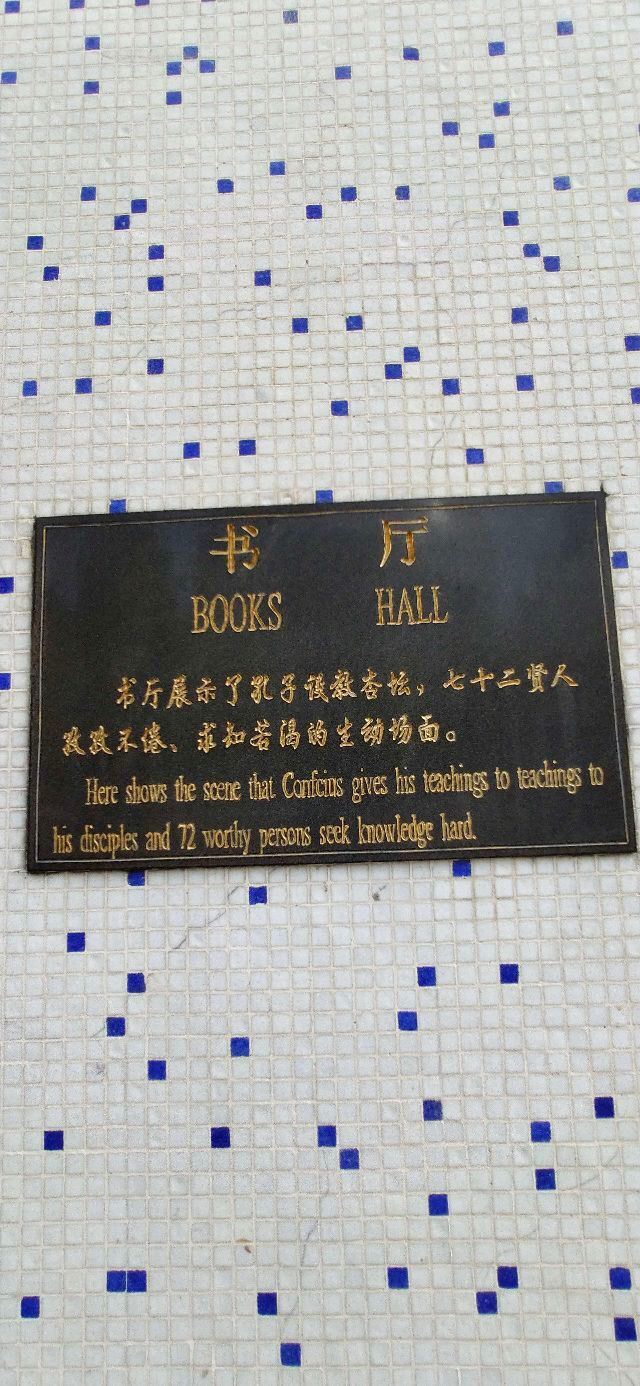 书厅
BOOKS HALL
书厅展示了孔子设教杏坛，七十二贤人
孜孜不倦、求知若渴的生动场面。
Here shows the scene that Confcius gives his teachings to teachings to
his disciples and 72 worthy persons seek knowledge hard.